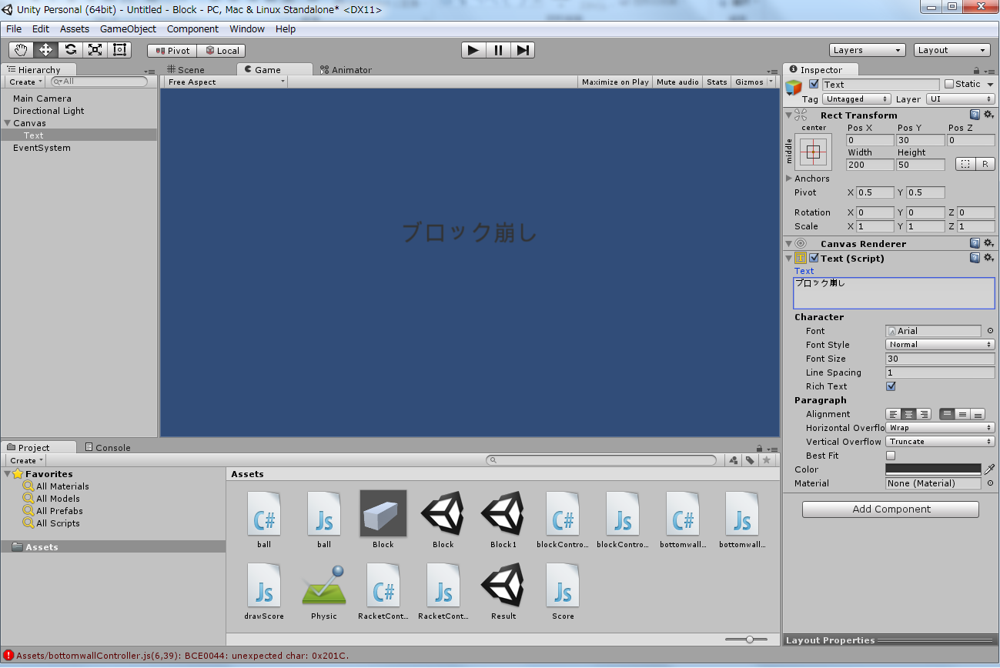 Unity Personal (64bit) - Untitled - Block - PC, Mac & Linux Standalone* <DX11>
File Edit Assets GameObject Component Window Help
Pivot Local Layers Layout
Hierarchy
Create All
Main Camera
Directional Light
Canvas
Text
EventSystem
Scene Game Animator
Free Aspect Maximize on Play Mute audio Stats Gizmos
ブロック崩し
Inspector
Text Static
Tag Untagged Layer UI
Rect Transform
center Pos X Pos Y Pos Z
middle 0 30 0
Width Height
200 50 R
Anchors
Pivot X 0.5 Y 0.5
Rotation X 0 Y 0 Z 0
Scale X 1 Y 1 Z 1
Canvas Renderer
Text (Script)
Text
ブロック崩し
Character
Font Arial
Font Style Normal
Font Size 30
Line Spacing 1
Rich Text
Paragraph
Alignment
Horizontal Overflo Wrap
Vertical Overflow Truncate
Best Fit
Color
Material None (Material)
Add Component
Layout Properties
Project Console
Create
Favorites
All Materials
All Models
All Prefabs
All Scripts
Assets
Assets
C# Js C# Js C# Js
ball ball Block Block Block1 blockContro... blockContro... bottomwall... bottomwall...
Js C# Js Js
drawScore Physic RacketCont... RacketCont... Result Score
Assets/bottomwallController.js(6,39): BCE0044: unexpected char: 0x201C.